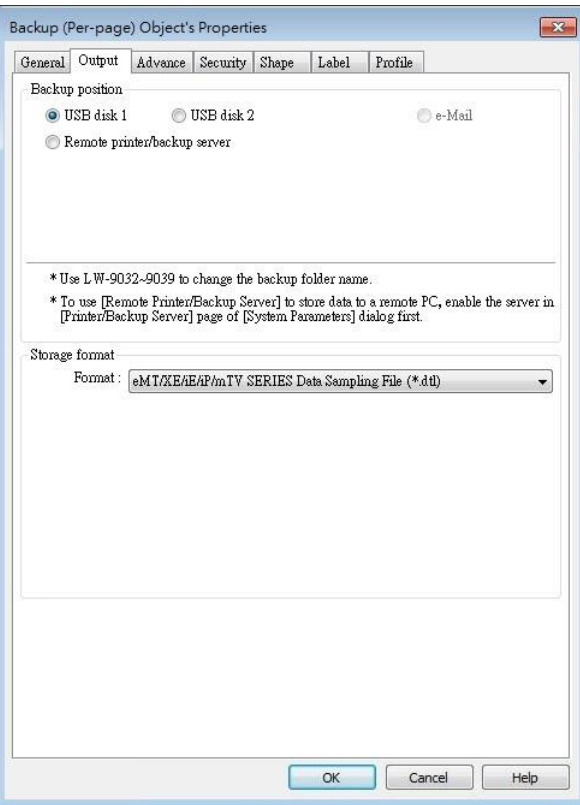 Backup (Per-page) Object's Properties
General Output Advance Security Shape Label Profile
Backup position
USB disk 1 USB disk 2 e-Mail
Remote printer/backup server
* Use LW-9032~9039 to change the backup folder name.
* To use [Remote Printer/Backup Server] to store data to a remote PC, enable the server in
[Printer/Backup Server] page of [System Parameters] dialog first.
Storage format
Format : eMT/XE/iE/iP/mTV SERIES Data Sampling File (*.dtl)
OK Cancel Help